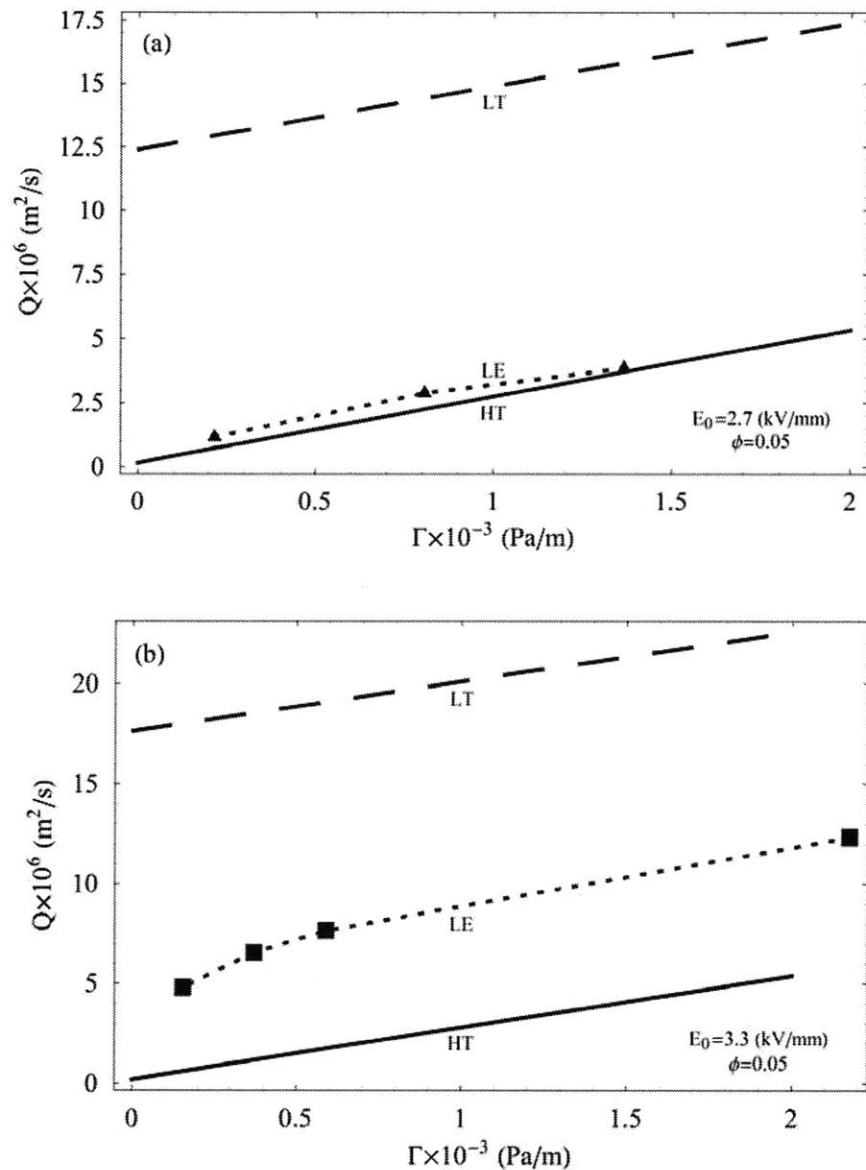 17.5
(a)
15
LT
12.5
10
Q×10⁶ (m²/s)
7.5
5
LE
2.5
HT
E₀=2.7 (kV/mm)
ϕ=0.05
0
0 0.5 1 1.5 2
Γ×10⁻³ (Pa/m)
(b)
20
LT
15
Q×10⁶ (m²/s)
10
LE
5
HT
E₀=3.3 (kV/mm)
ϕ=0.05
0
0 0.5 1 1.5 2
Γ×10⁻³ (Pa/m)